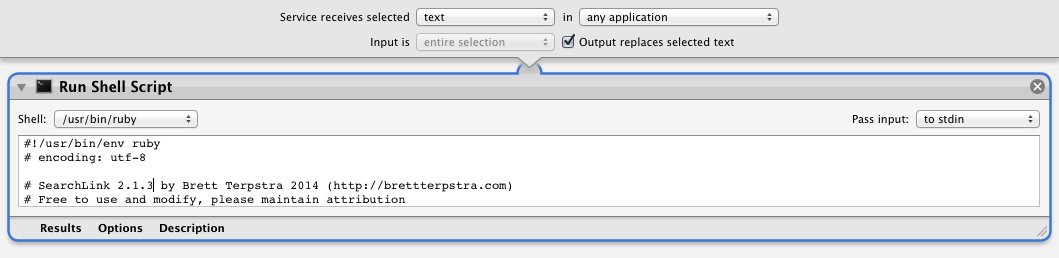 Service receives selected text in any application
Input is entire selection Output replaces selected text
Run Shell Script
Shell: /usr/bin/ruby Pass input: to stdin
#!/usr/bin/env ruby
# encoding: utf-8
# SearchLink 2.1.3 by Brett Terpstra 2014 (http://brettterpstra.com)
# Free to use and modify, please maintain attribution
Results Options Description